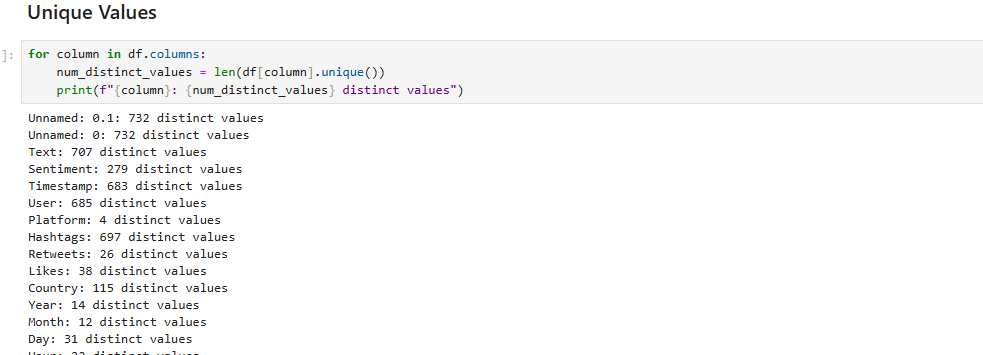 Unique Values
]:
for column in df.columns:
    num_distinct_values = len(df[column].unique())
    print(f"{column}: {num_distinct_values} distinct values")
Unnamed: 0.1: 732 distinct values
Unnamed: 0: 732 distinct values
Text: 707 distinct values
Sentiment: 279 distinct values
Timestamp: 683 distinct values
User: 685 distinct values
Platform: 4 distinct values
Hashtags: 697 distinct values
Retweets: 26 distinct values
Likes: 38 distinct values
Country: 115 distinct values
Year: 14 distinct values
Month: 12 distinct values
Day: 31 distinct values